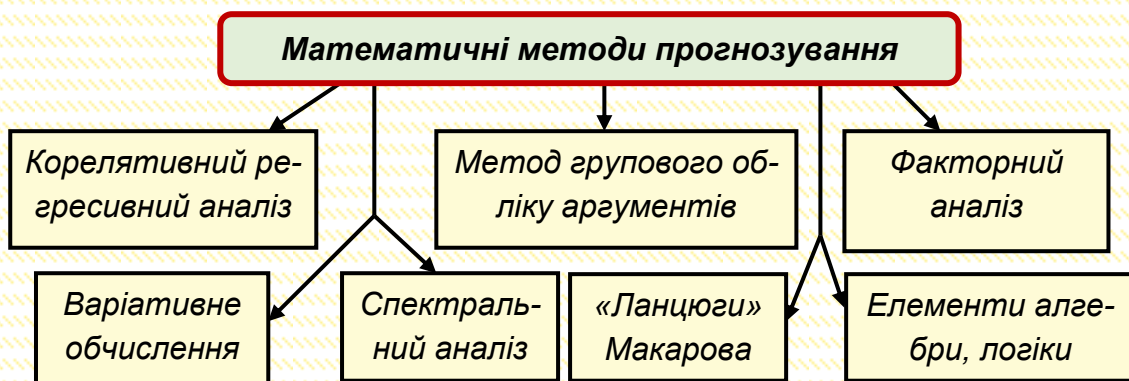 Математичні методи прогнозування
Корелятивний ре-
гресивний аналіз
Метод групового об-
ліку аргументів
Факторний
аналіз
Варіативне
обчислення
Спектраль-
ний аналіз
«Ланцюги»
Макарова
Елементи алге-
бри, логіки